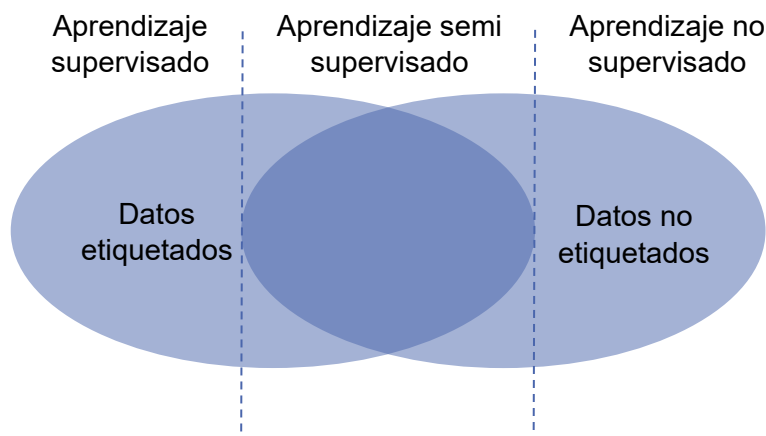 Aprendizaje
supervisado
Aprendizaje semi
supervisado
Aprendizaje no
supervisado
Datos
etiquetados
Datos no
etiquetados